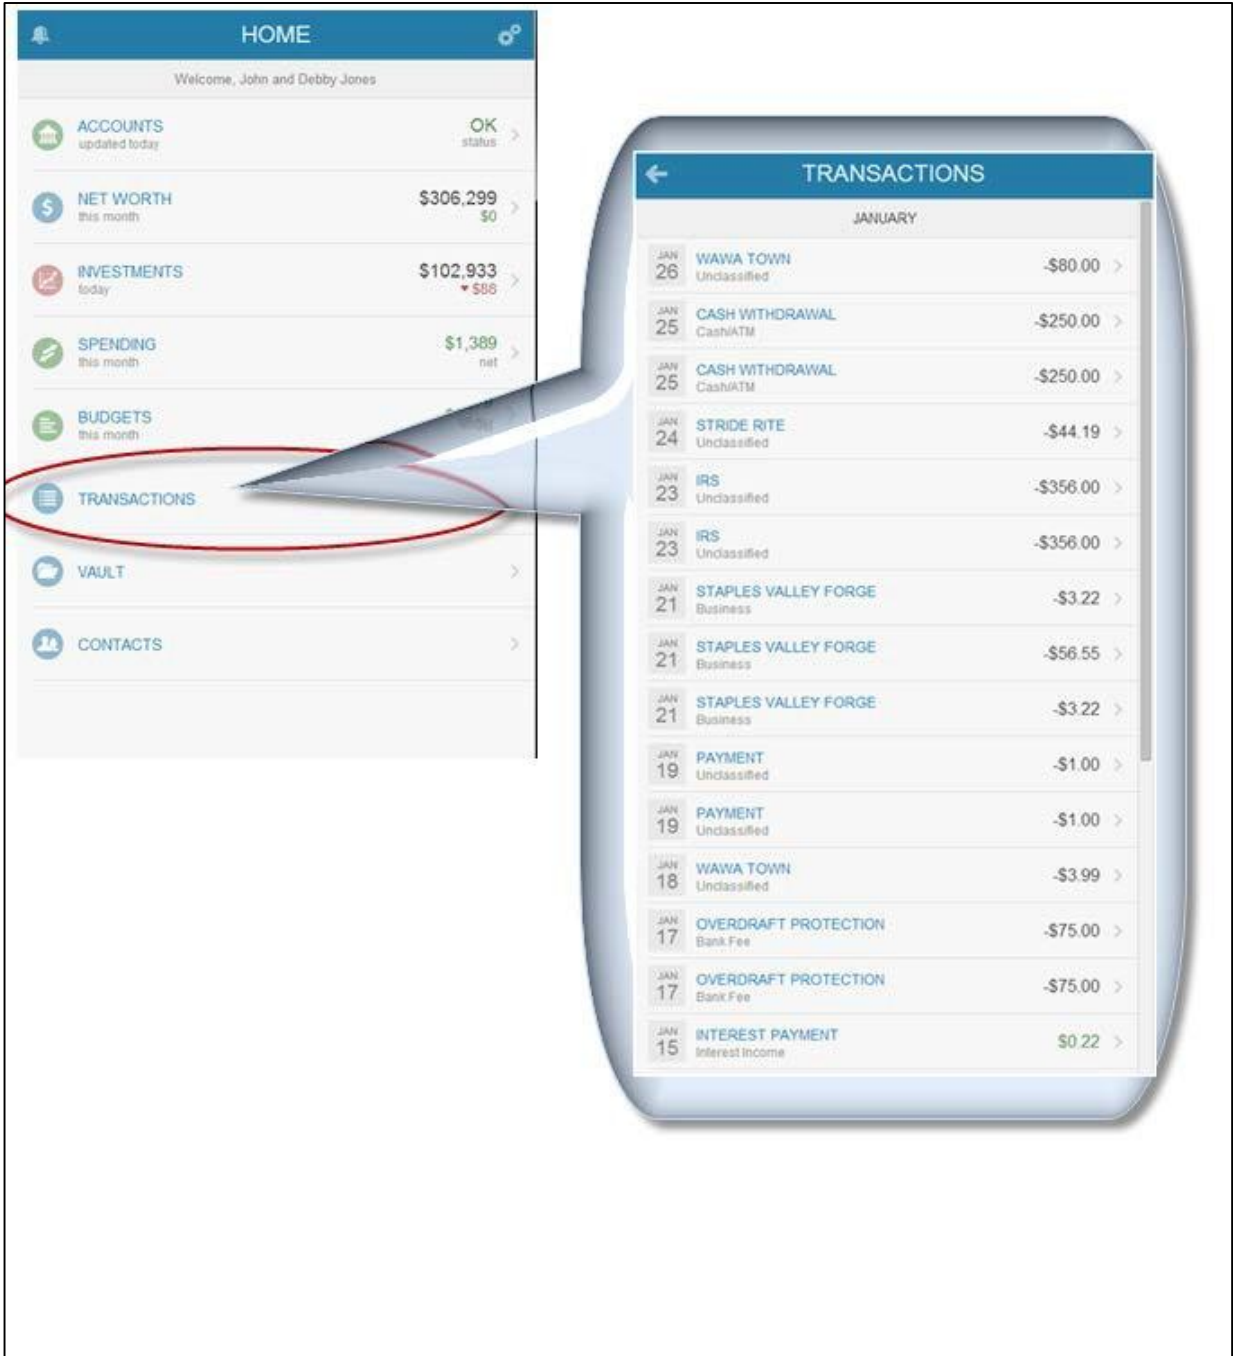 HOME
Welcome, John and Debby Jones
ACCOUNTS
updated today
OK
status
NET WORTH
this month
$306,299
$0
INVESTMENTS
today
$102,933
▼ $88
SPENDING
this month
$1,389
net
BUDGETS
this month
TRANSACTIONS
VAULT
CONTACTS
TRANSACTIONS
JANUARY
JAN
26
WAWA TOWN
Unclassified
-$80.00
JAN
25
CASH WITHDRAWAL
Cash/ATM
-$250.00
JAN
25
CASH WITHDRAWAL
Cash/ATM
-$250.00
JAN
24
STRIDE RITE
Unclassified
-$44.19
JAN
23
IRS
Unclassified
-$356.00
JAN
23
IRS
Unclassified
-$356.00
JAN
21
STAPLES VALLEY FORGE
Business
-$3.22
JAN
21
STAPLES VALLEY FORGE
Business
-$56.55
JAN
21
STAPLES VALLEY FORGE
Business
-$3.22
JAN
19
PAYMENT
Unclassified
-$1.00
JAN
19
PAYMENT
Unclassified
-$1.00
JAN
18
WAWA TOWN
Unclassified
-$3.99
JAN
17
OVERDRAFT PROTECTION
Bank Fee
-$75.00
JAN
17
OVERDRAFT PROTECTION
Bank Fee
-$75.00
JAN
15
INTEREST PAYMENT
Interest Income
$0.22